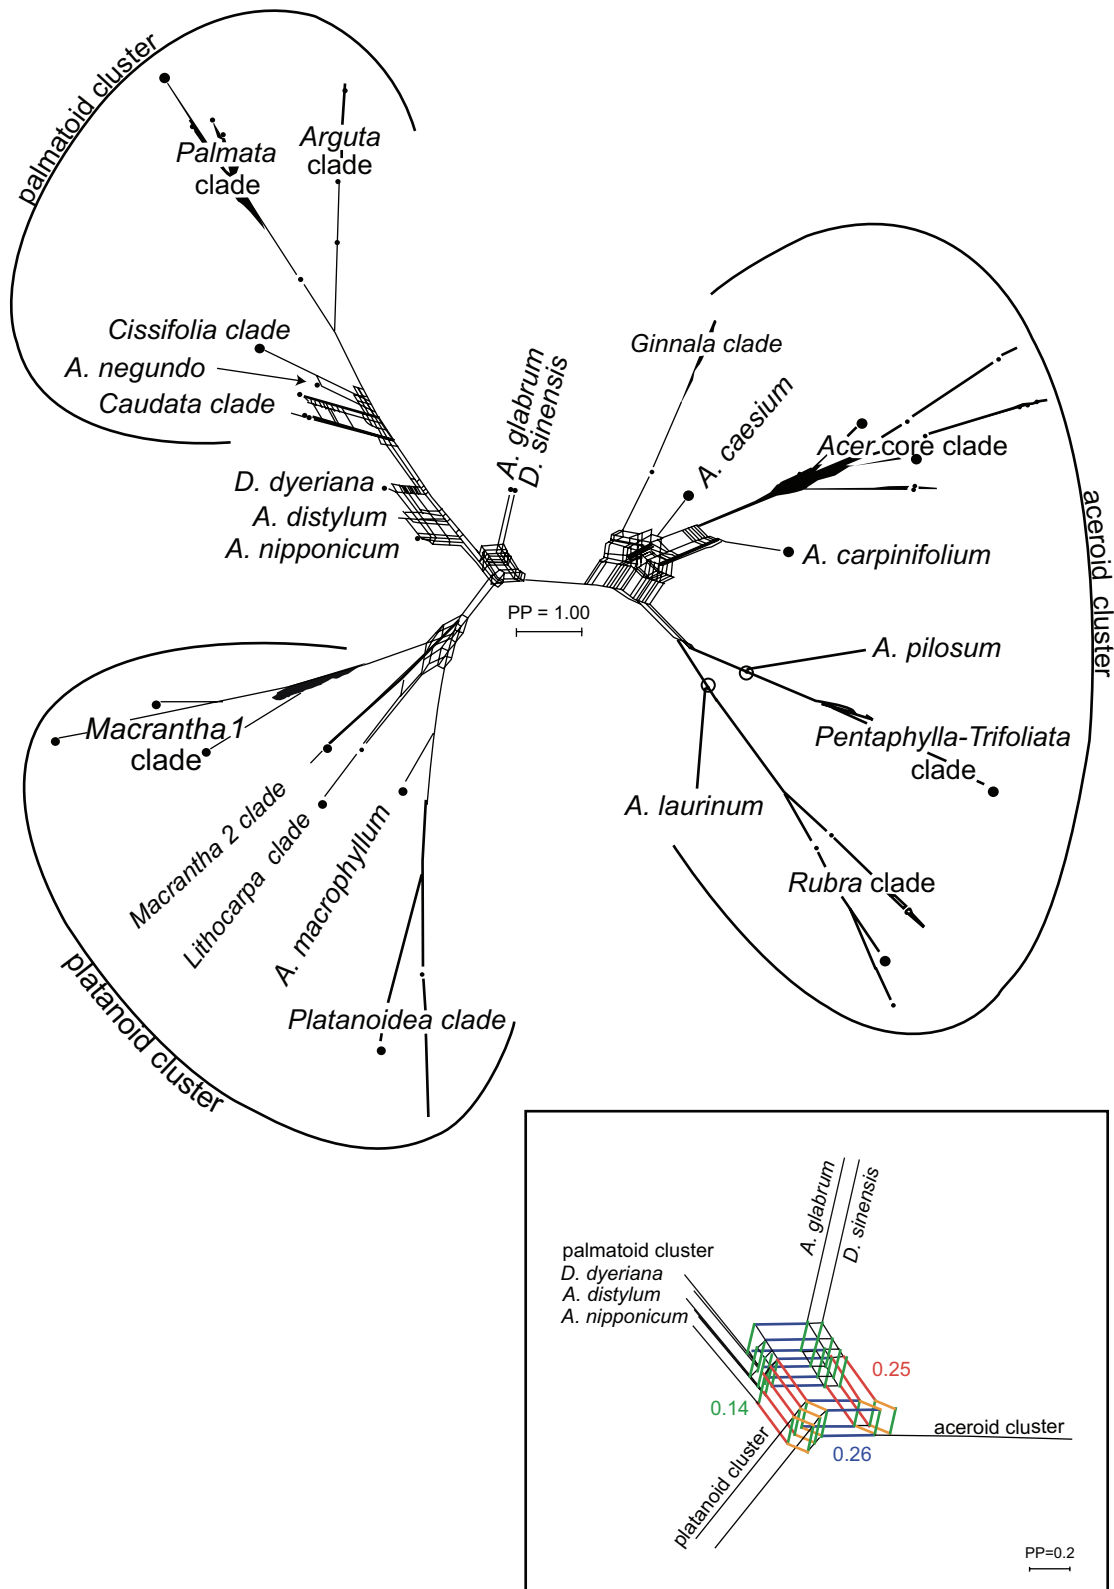 palmatoid cluster
Palmata
clade
Arguta
clade
Cissifolia clade
A. negundo
Caudata clade
D. dyeriana
A. distylum
A. nipponicum
A. glabrum
D. sinensis
PP = 1.00
Ginnala clade
A. caesium
Acer core clade
A. carpinifolium
aceroid cluster
A. pilosum
Pentaphylla-Trifoliata
clade
A. laurinum
Rubra clade
Macrantha 1
clade
Macrantha 2 clade
Lithocarpa clade
A. macrophyllum
Platanoidea clade
platanoid cluster
A. glabrum
D. sinensis
palmatoid cluster
D. dyeriana
A. distylum
A. nipponicum
0.25
0.14
aceroid cluster
0.26
platanoid cluster
PP=0.2